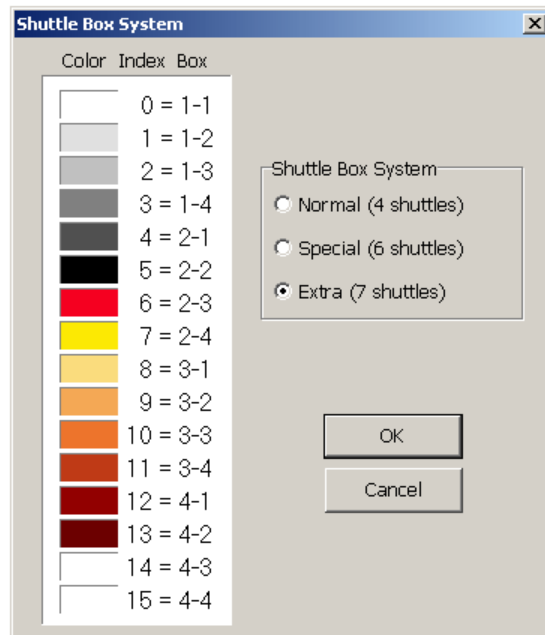 Shuttle Box System
Color Index Box
0 = 1-1
1 = 1-2
2 = 1-3
3 = 1-4
4 = 2-1
5 = 2-2
6 = 2-3
7 = 2-4
8 = 3-1
9 = 3-2
10 = 3-3
11 = 3-4
12 = 4-1
13 = 4-2
14 = 4-3
15 = 4-4
Shuttle Box System
Normal (4 shuttles)
Special (6 shuttles)
Extra (7 shuttles)
OK
Cancel